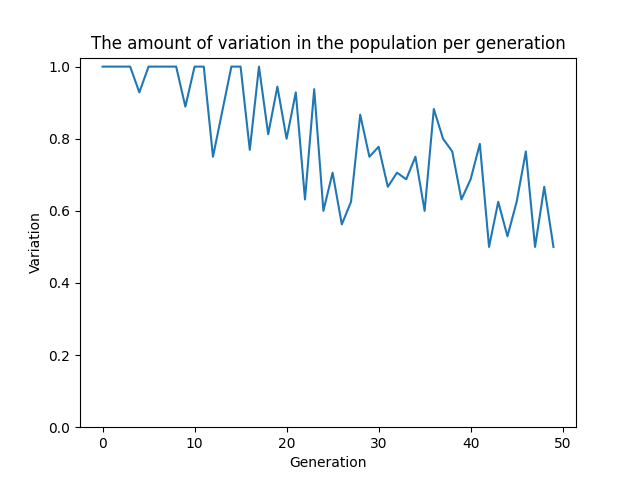 The amount of variation in the population per generation
1.0
0.8
0.6
0.4
0.2
0.0
Variation
0 10 20 30 40 50
Generation